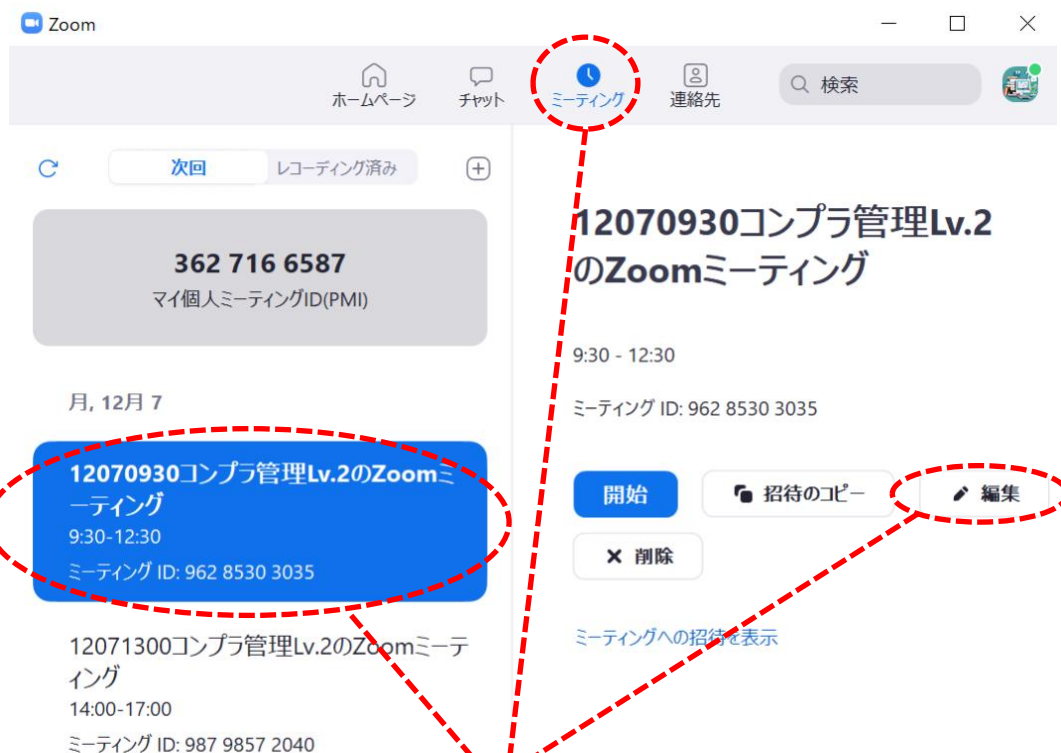 Zoom
ホームページ
チャット
ミーティング
連絡先
検索
次回
レコーディング済み
362 716 6587
マイ個人ミーティングID(PMI)
月, 12月 7
12070930コンプラ管理Lv.2のZoomミ
ーティング
9:30-12:30
ミーティング ID: 962 8530 3035
12071300コンプラ管理Lv.2のZoomミーテ
ィング
14:00-17:00
ミーティング ID: 987 9857 2040
12070930コンプラ管理Lv.2
のZoomミーティング
9:30 - 12:30
ミーティング ID: 962 8530 3035
開始
招待のコピー
編集
削除
ミーティングへの招待を表示